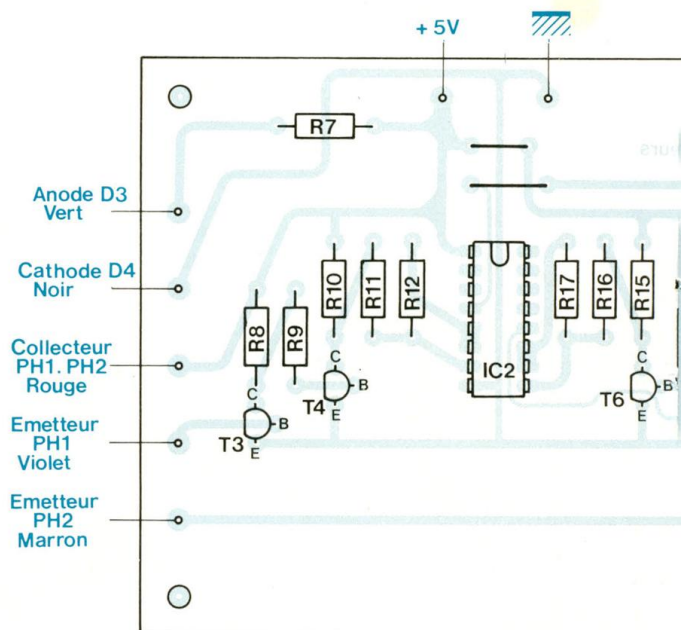 + 5V
R7
Anode D3
Vert
Cathode D4
Noir
Collecteur
PH1. PH2
Rouge
Emetteur
PH1
Violet
Emetteur
PH2
Marron
R8
R9
R10
R11
R12
IC2
R17
R16
R15
C
B
E
T3
C
B
E
T4
C
B
E
T6